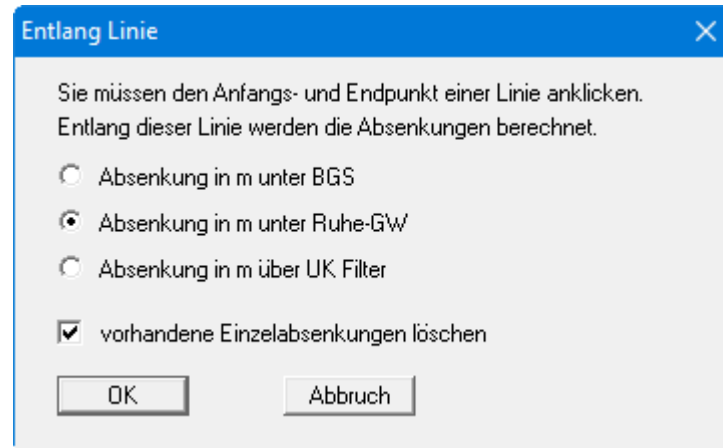 Entlang Linie
Sie müssen den Anfangs- und Endpunkt einer Linie anklicken.
Entlang dieser Linie werden die Absenkungen berechnet.
Absenkung in m unter BGS
Absenkung in m unter Ruhe-GW
Absenkung in m über UK Filter
vorhandene Einzelabsenkungen löschen
OK Abbruch